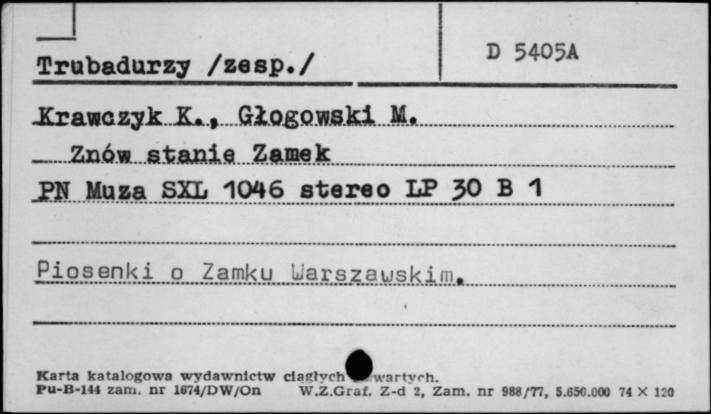 D 5405A
Trubadurzy /zesp./
Krawczyk K., Głogowski M.
Znów stanie Zamek
PN Muza SXL 1046 stereo LP 30 B 1
Piosenki o Zamku Warszawskim.
Karta katalogowa wydawnictw ciągłych wartych.
Pu-B-144 zam. nr 1674/DW/On W.Z.Graf. Z-d 2, Zam. nr 988/77, 5.650.000 74 × 120